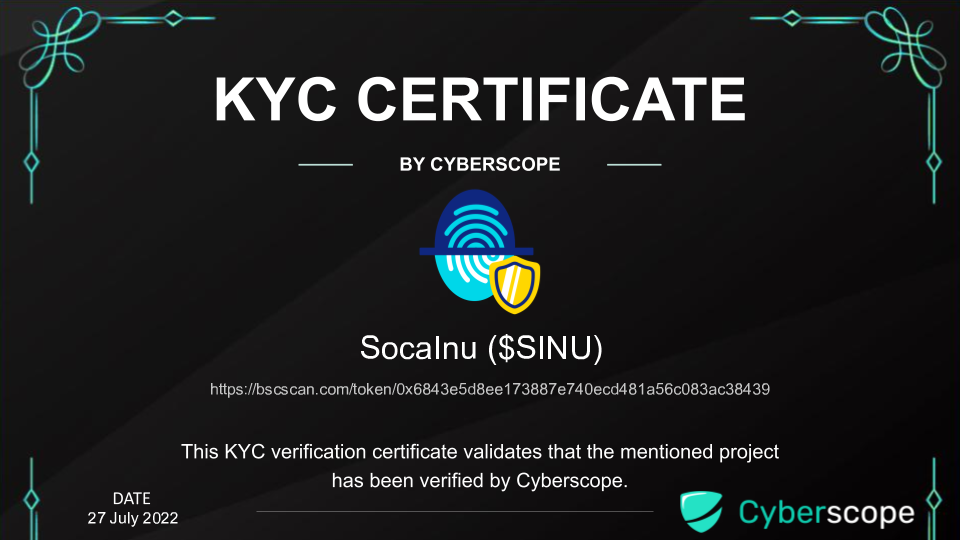 KYC CERTIFICATE
BY CYBERSCOPE
SocaInu ($SINU)
https://bscscan.com/token/0x6843e5d8ee173887e740ecd481a56c083ac38439
This KYC verification certificate validates that the mentioned project
has been verified by Cyberscope.
DATE
27 July 2022
Cyberscope